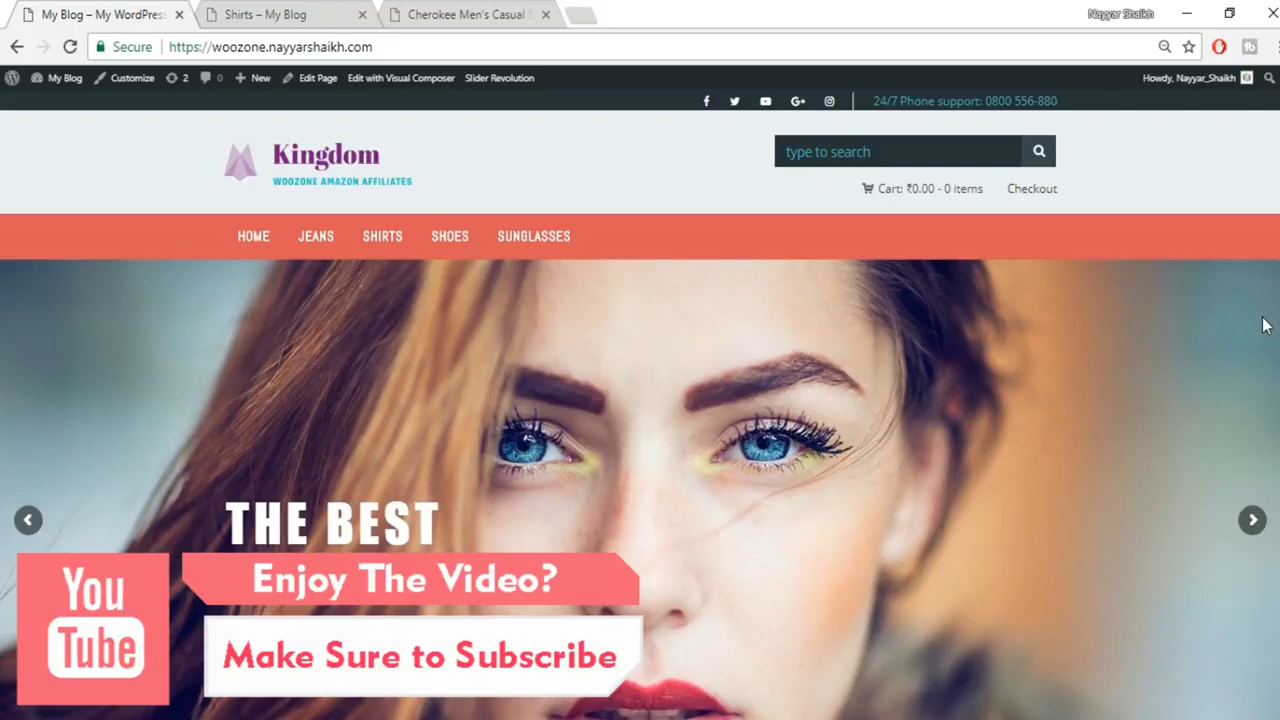 My Blog – My WordPress
Shirts – My Blog
Cherokee Men's Casual S
Nayyar Shaikh
Secure
https://woozone.nayyarshaikh.com
My Blog
Customize
2
0
New
Edit Page
Edit with Visual Composer
Slider Revolution
Howdy, Nayyar_Shaikh
G+
24/7 Phone support: 0800 556-880
Kingdom
WOOZONE AMAZON AFFILIATES
type to search
Cart: ₹0.00 - 0 items
Checkout
HOME
JEANS
SHIRTS
SHOES
SUNGLASSES
THE BEST
You
Tube
Enjoy The Video?
Make Sure to Subscribe